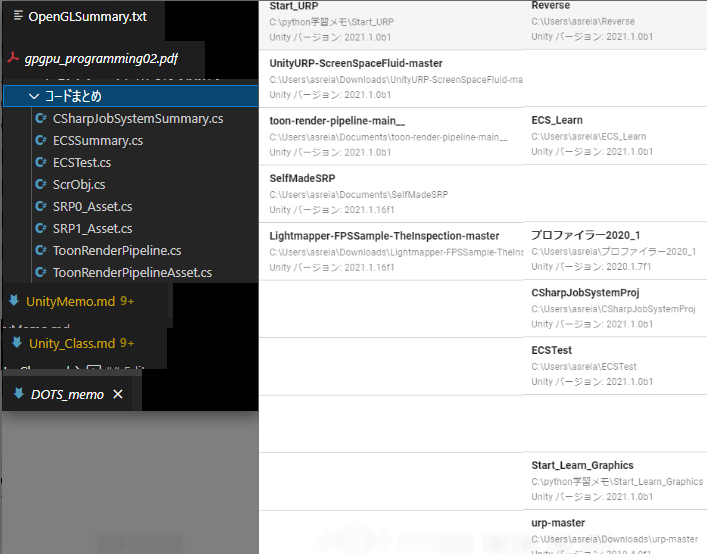 OpenGLSummary.txt
gpgpu_programming02.pdf
コードまとめ
CSharpJobSystemSummary.cs
ECSSummary.cs
ECSTest.cs
ScrObj.cs
SRP0_Asset.cs
SRP1_Asset.cs
ToonRenderPipeline.cs
ToonRenderPipelineAsset.cs
UnityMemo.md 9+
Unity_Class.md 9+
DOTS_memo
Start_URP
C:\python学習メモ\Start_URP
Unity バージョン: 2021.1.0b1
UnityURP-ScreenSpaceFluid-master
C:\Users\asreia\Downloads\UnityURP-ScreenSpaceFluid-ma
Unity バージョン: 2021.1.0b1
toon-render-pipeline-main__
C:\Users\asreia\Documents\toon-render-pipeline-main__
Unity バージョン: 2021.1.0b1
SelfMadeSRP
C:\Users\asreia\Documents\SelfMadeSRP
Unity バージョン: 2021.1.16f1
Lightmapper-FPSSample-TheInspection-master
C:\Users\asreia\Downloads\Lightmapper-FPSSample-TheIns
Unity バージョン: 2021.1.16f1
Reverse
C:\Users\asreia\Reverse
Unity バージョン: 2021.1.0b1
ECS_Learn
C:\Users\asreia\ECS_Learn
Unity バージョン: 2021.1.0b1
プロファイラー2020_1
C:\Users\asreia\プロファイラー2020_1
Unity バージョン: 2020.1.7f1
CSharpJobSystemProj
C:\Users\asreia\CSharpJobSystemProj
Unity バージョン: 2021.1.0b1
ECSTest
C:\Users\asreia\ECSTest
Unity バージョン: 2021.1.0b1
Start_Learn_Graphics
C:\python学習メモ\Start_Learn_Graphics
Unity バージョン: 2021.1.0b1
urp-master
C:\Users\asreia\Downloads\urp-master